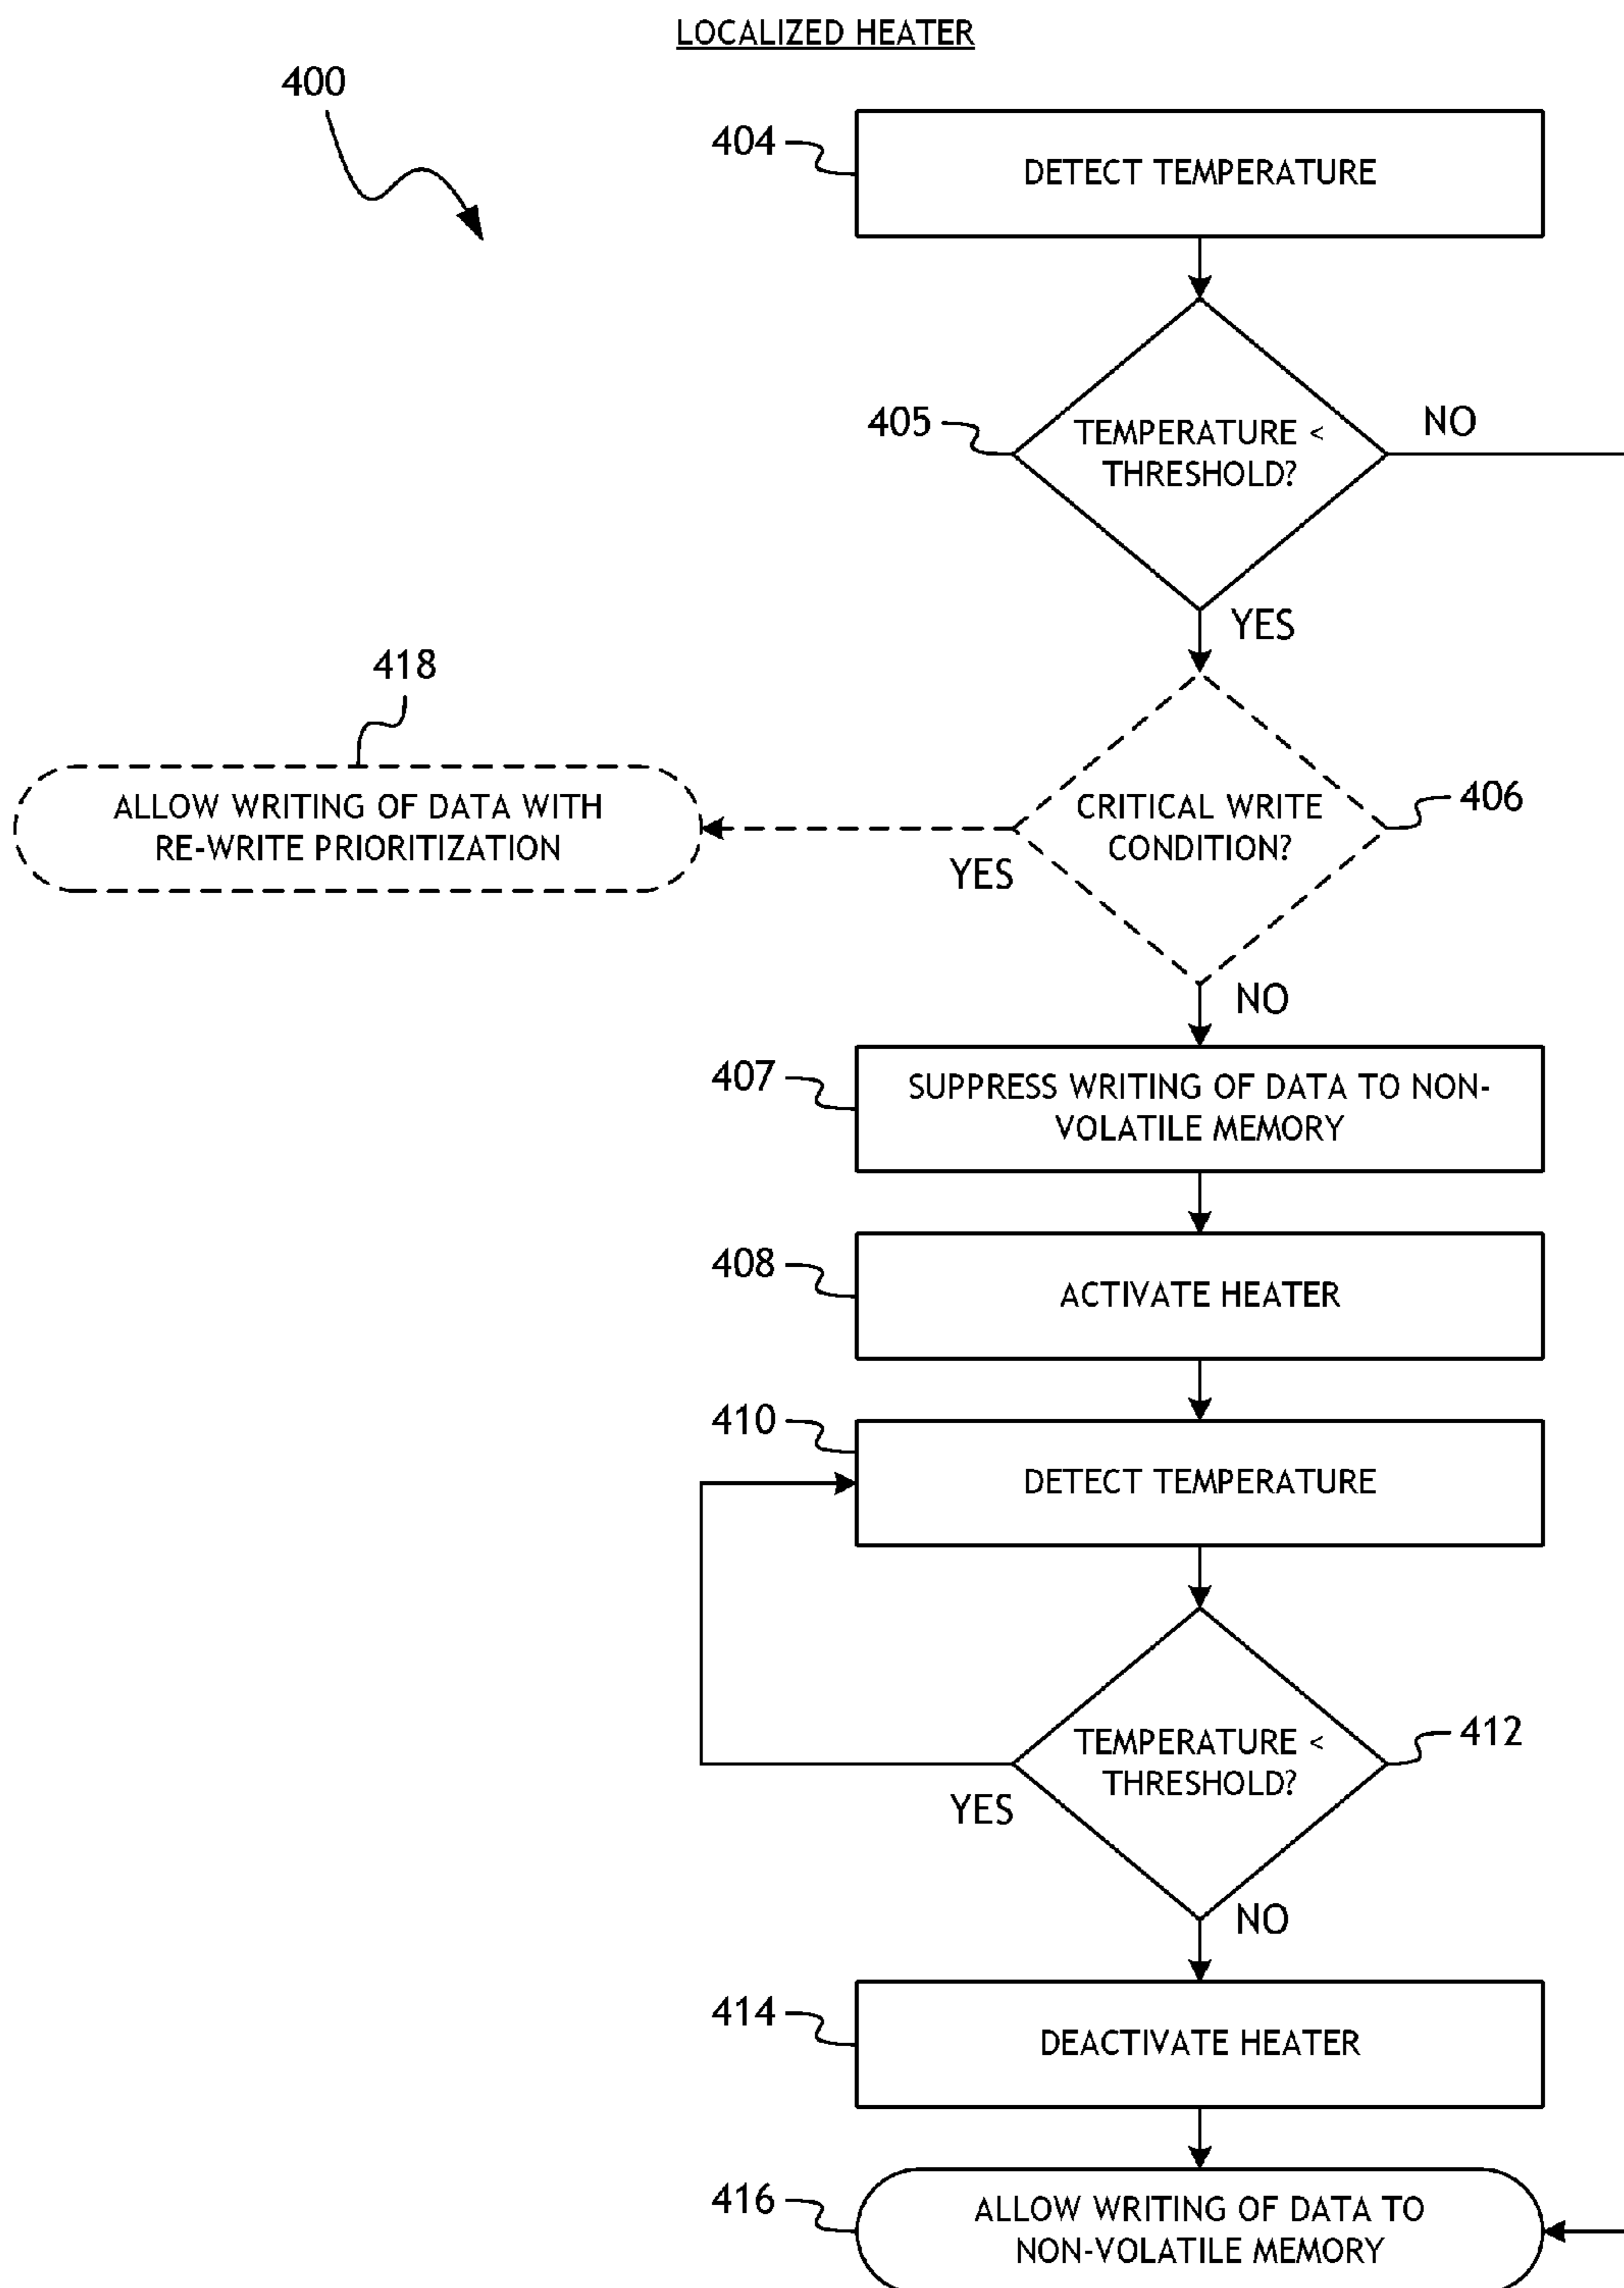 LOCALIZED HEATER
400
404
DETECT TEMPERATURE
405
TEMPERATURE <
THRESHOLD?
NO
YES
418
ALLOW WRITING OF DATA WITH
RE-WRITE PRIORITIZATION
YES
CRITICAL WRITE
CONDITION?
406
NO
407
SUPPRESS WRITING OF DATA TO NON-
VOLATILE MEMORY
408
ACTIVATE HEATER
410
DETECT TEMPERATURE
TEMPERATURE <
THRESHOLD?
412
YES
NO
414
DEACTIVATE HEATER
416
ALLOW WRITING OF DATA TO
NON-VOLATILE MEMORY